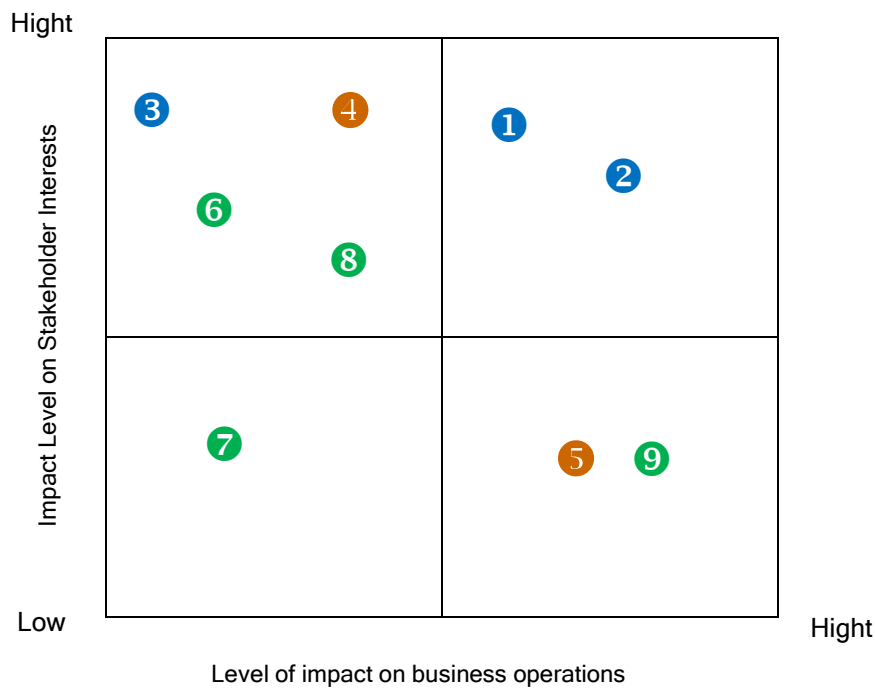 Hight
Impact Level on Stakeholder Interests
3
4
1
2
6
8
7
5
9
Low
Hight
Level of impact on business operations